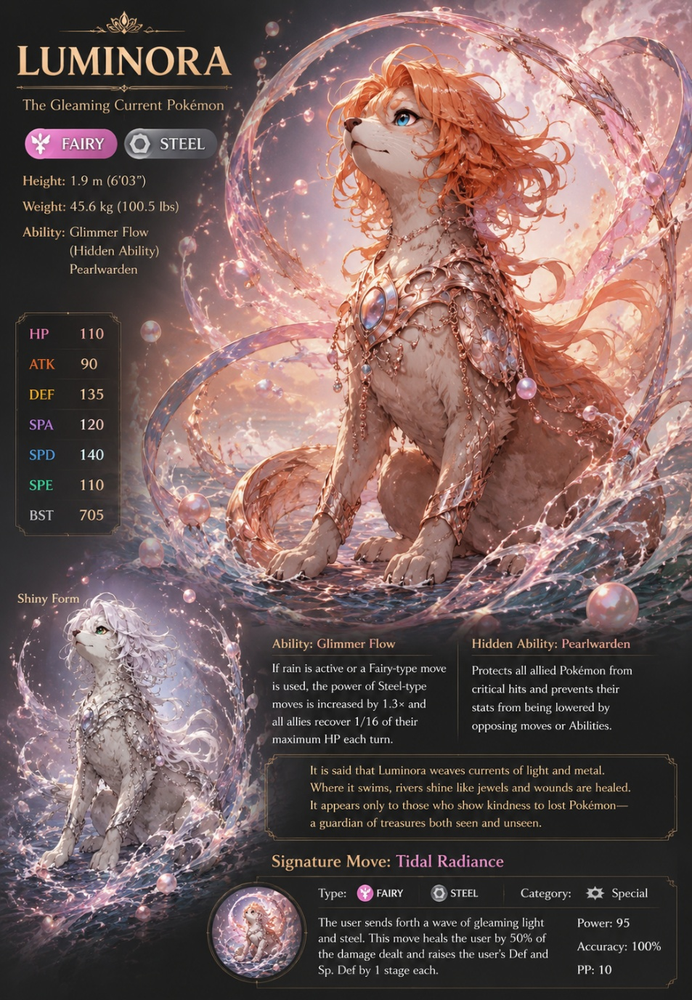 LUMINORA
The Gleaming Current Pokémon
FAIRY STEEL
Height: 1.9 m (6'03")
Weight: 45.6 kg (100.5 lbs)
Ability: Glimmer Flow
(Hidden Ability)
Pearlwarden
HP 110
ATK 90
DEF 135
SPA 120
SPD 140
SPE 110
BST 705
Shiny Form
Ability: Glimmer Flow
If rain is active or a Fairy-type move
is used, the power of Steel-type
moves is increased by 1.3× and
all allies recover 1/16 of their
maximum HP each turn.
Hidden Ability: Pearlwarden
Protects all allied Pokémon from
critical hits and prevents their
stats from being lowered by
opposing moves or Abilities.
It is said that Luminora weaves currents of light and metal.
Where it swims, rivers shine like jewels and wounds are healed.
It appears only to those who show kindness to lost Pokémon—
a guardian of treasures both seen and unseen.
Signature Move: Tidal Radiance
Type: FAIRY STEEL Category: Special
The user sends forth a wave of gleaming light
and steel. This move heals the user by 50% of
the damage dealt and raises the user's Def and
Sp. Def by 1 stage each.
Power: 95
Accuracy: 100%
PP: 10